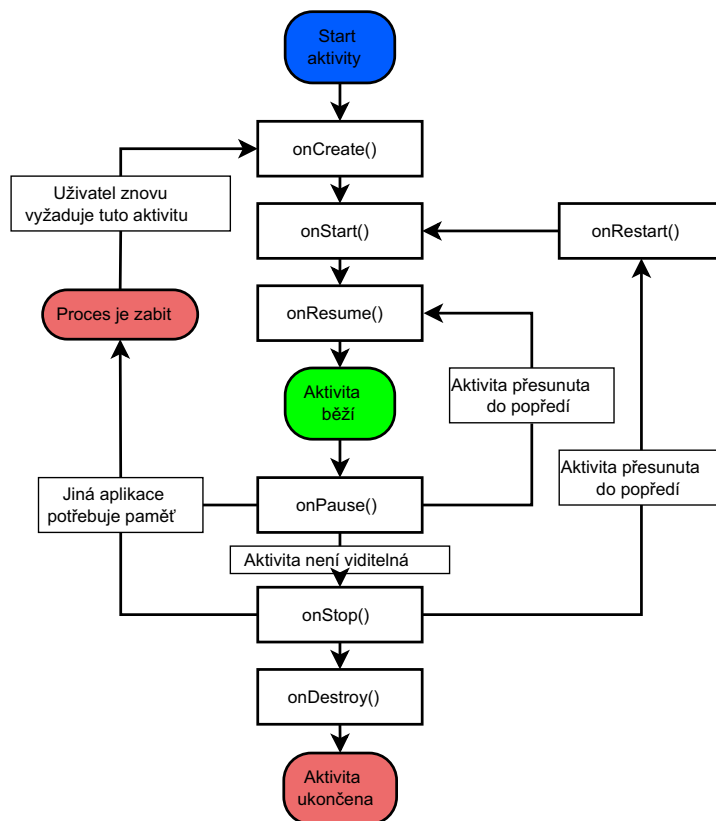 Start
aktivity
onCreate()
Uživatel znovu
vyžaduje tuto aktivitu
onStart()
onRestart()
Proces je zabit
onResume()
Aktivita přesunuta
do popředí
Aktivita
běží
Aktivita přesunuta
do popředí
Jiná aplikace
potřebuje paměť
onPause()
Aktivita není viditelná
onStop()
onDestroy()
Aktivita
ukončena